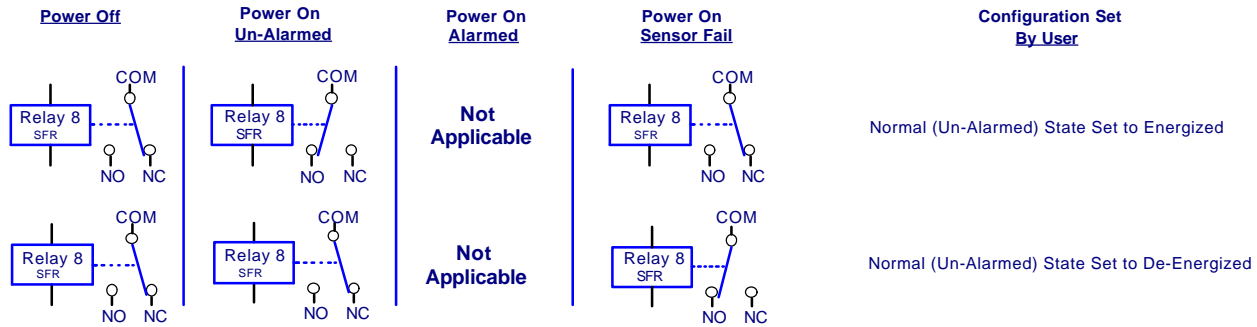 Power Off
Power On
Un-Alarmed
Power On
Alarmed
Power On
Sensor Fail
Configuration Set
By User
COM
Relay 8
SFR
NO NC
COM
Relay 8
SFR
NO NC
Not
Applicable
COM
Relay 8
SFR
NO NC
Normal (Un-Alarmed) State Set to Energized
COM
Relay 8
SFR
NO NC
COM
Relay 8
SFR
NO NC
Not
Applicable
COM
Relay 8
SFR
NO NC
Normal (Un-Alarmed) State Set to De-Energized